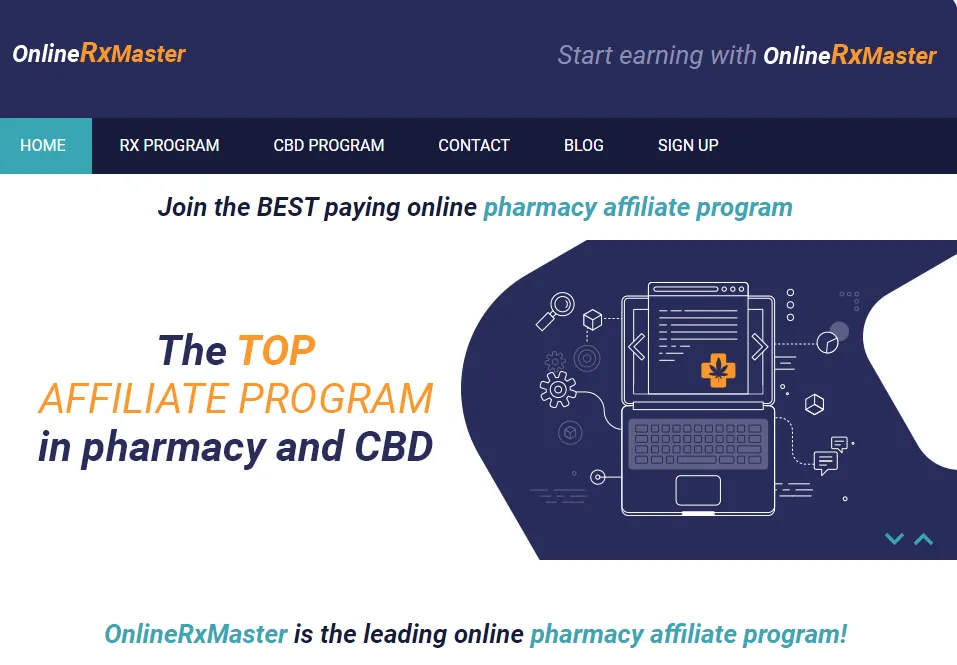 OnlineRxMaster
Start earning with OnlineRxMaster
HOME RX PROGRAM CBD PROGRAM CONTACT BLOG SIGN UP
Join the BEST paying online pharmacy affiliate program
The TOP
AFFILIATE PROGRAM
in pharmacy and CBD
OnlineRxMaster is the leading online pharmacy affiliate program!